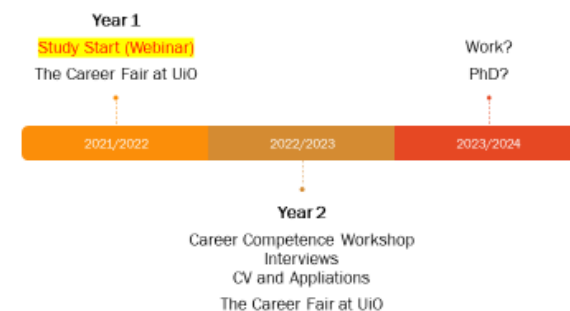 Year 1
Study Start (Webinar)
The Career Fair at UiO
Work?
PhD?
2021/2022
2022/2023
2023/2024
Year 2
Career Competence Workshop
Interviews
CV and Appliations
The Career Fair at UiO